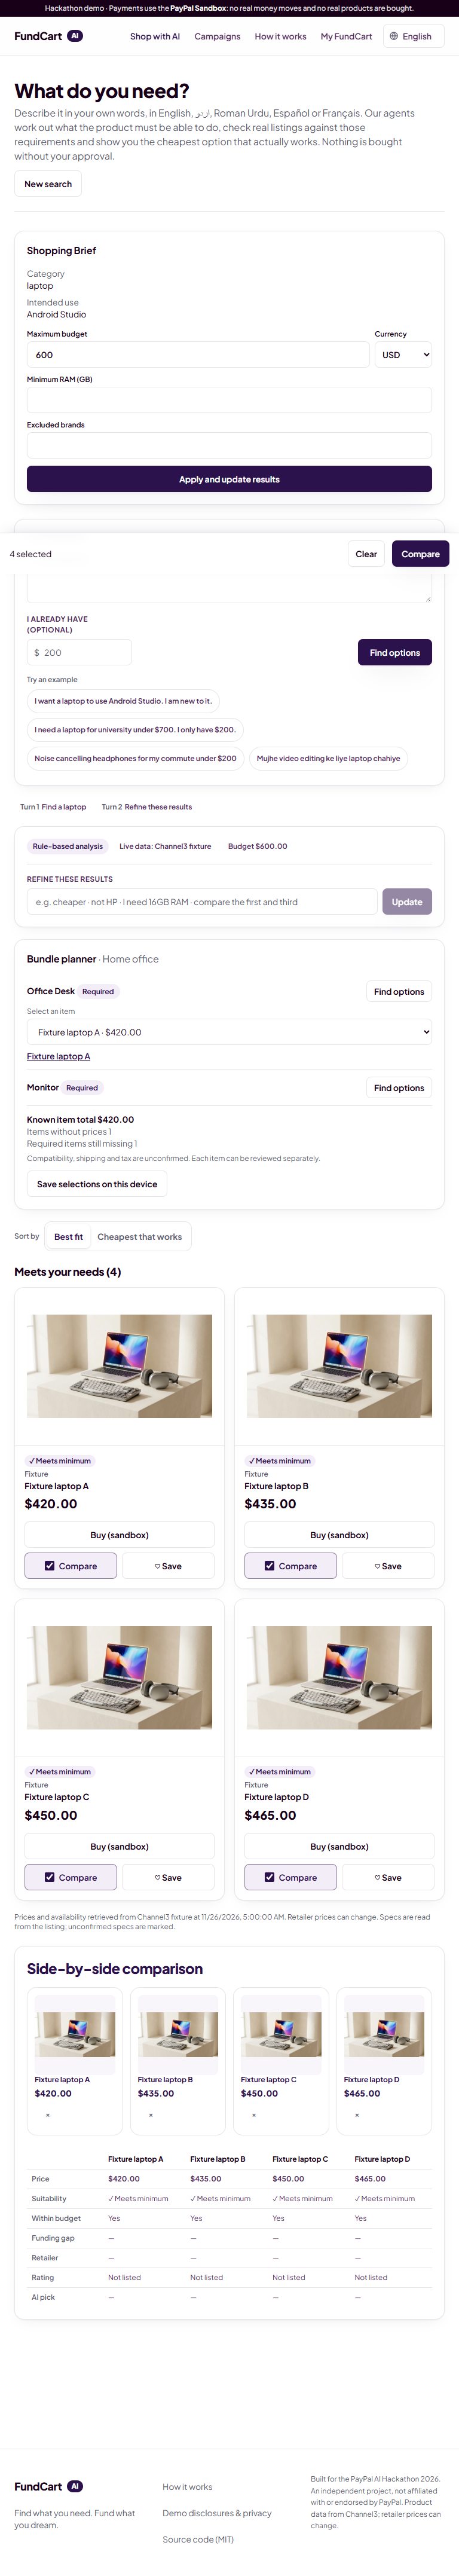 Hackathon demo · Payments use the PayPal Sandbox: no real money moves and no real products are bought.
FundCart AI
Shop with AI
Campaigns
How it works
My FundCart
English
What do you need?
Describe it in your own words, in English, اردو, Roman Urdu, Español or Français. Our agents
work out what the product must be able to do, check real listings against those
requirements and show you the cheapest option that actually works. Nothing is bought
without your approval.
New search
Shopping Brief
Category
laptop
Intended use
Android Studio
Maximum budget
Currency
600
USD
Minimum RAM (GB)
Excluded brands
Apply and update results
4 selected
Clear
Compare
I ALREADY HAVE
(OPTIONAL)
$ 200
Find options
Try an example
I want a laptop to use Android Studio. I am new to it.
I need a laptop for university under $700. I only have $200.
Noise cancelling headphones for my commute under $200
Mujhe video editing ke liye laptop chahiye
Turn 1 Find a laptop
Turn 2 Refine these results
Rule-based analysis
Live data: Channel3 fixture
Budget $600.00
REFINE THESE RESULTS
e.g. cheaper · not HP · I need 16GB RAM · compare the first and third
Update
Bundle planner · Home office
Office Desk Required
Find options
Select an item
Fixture laptop A · $420.00
Fixture laptop A
Monitor Required
Find options
Known item total $420.00
Items without prices 1
Required items still missing 1
Compatibility, shipping and tax are unconfirmed. Each item can be reviewed separately.
Save selections on this device
Sort by
Best fit
Cheapest that works
Meets your needs (4)
✓ Meets minimum
Fixture
Fixture laptop A
$420.00
Buy (sandbox)
Compare
♡ Save
✓ Meets minimum
Fixture
Fixture laptop B
$435.00
Buy (sandbox)
Compare
♡ Save
✓ Meets minimum
Fixture
Fixture laptop C
$450.00
Buy (sandbox)
Compare
♡ Save
✓ Meets minimum
Fixture
Fixture laptop D
$465.00
Buy (sandbox)
Compare
♡ Save
Prices and availability retrieved from Channel3 fixture at 11/26/2026, 5:00:00 AM. Retailer prices can change. Specs are read
from the listing; unconfirmed specs are marked.
Side-by-side comparison
Fixture laptop A
$420.00
×
Fixture laptop B
$435.00
×
Fixture laptop C
$450.00
×
Fixture laptop D
$465.00
×
Fixture laptop A Fixture laptop B Fixture laptop C Fixture laptop D
Price $420.00 $435.00 $450.00 $465.00
Suitability ✓ Meets minimum ✓ Meets minimum ✓ Meets minimum ✓ Meets minimum
Within budget Yes Yes Yes Yes
Funding gap — — — —
Retailer — — — —
Rating Not listed Not listed Not listed Not listed
AI pick — — — —
FundCart AI
Find what you need. Fund what
you dream.
How it works
Demo disclosures & privacy
Source code (MIT)
Built for the PayPal AI Hackathon 2026.
An independent project, not affiliated
with or endorsed by PayPal. Product
data from Channel3; retailer prices can
change.